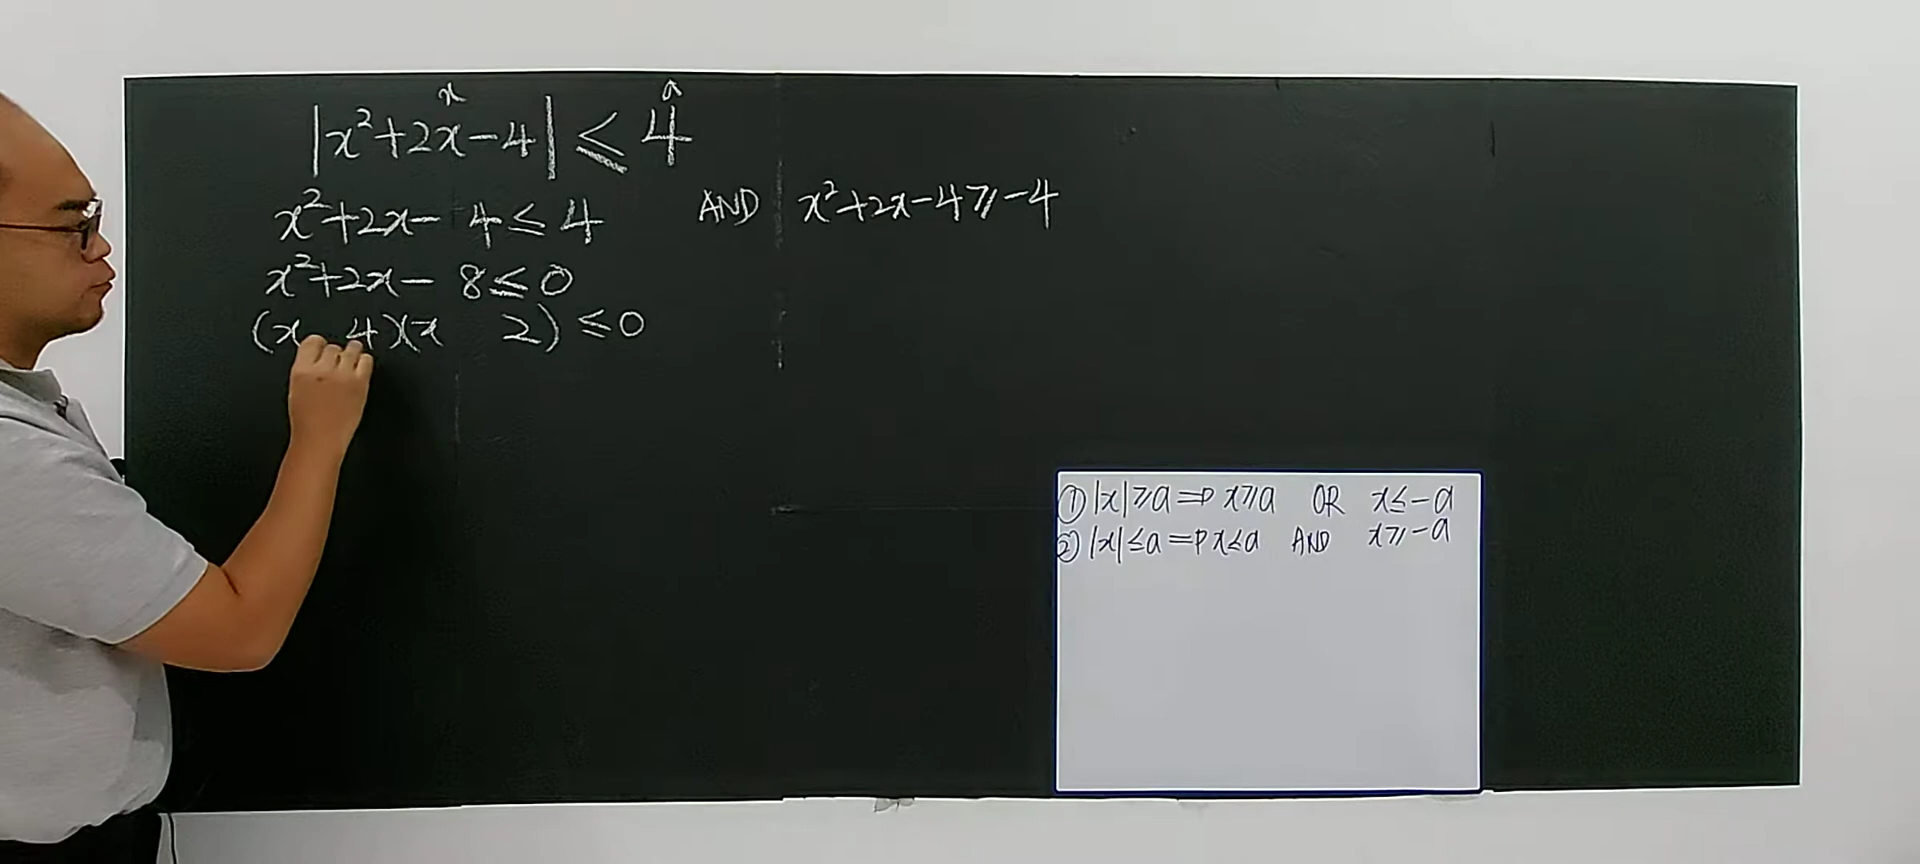 x a
|x²+2x-4| ≤ 4
x²+2x- 4 ≤ 4 AND x²+2x-4 ≥ -4
x²+2x- 8 ≤ 0
(x 4)(x 2) ≤ 0
① |x| ≥ a ⇒ x ≥ a OR x ≤ -a
② |x| ≤ a ⇒ x ≤ a AND x ≥ -a